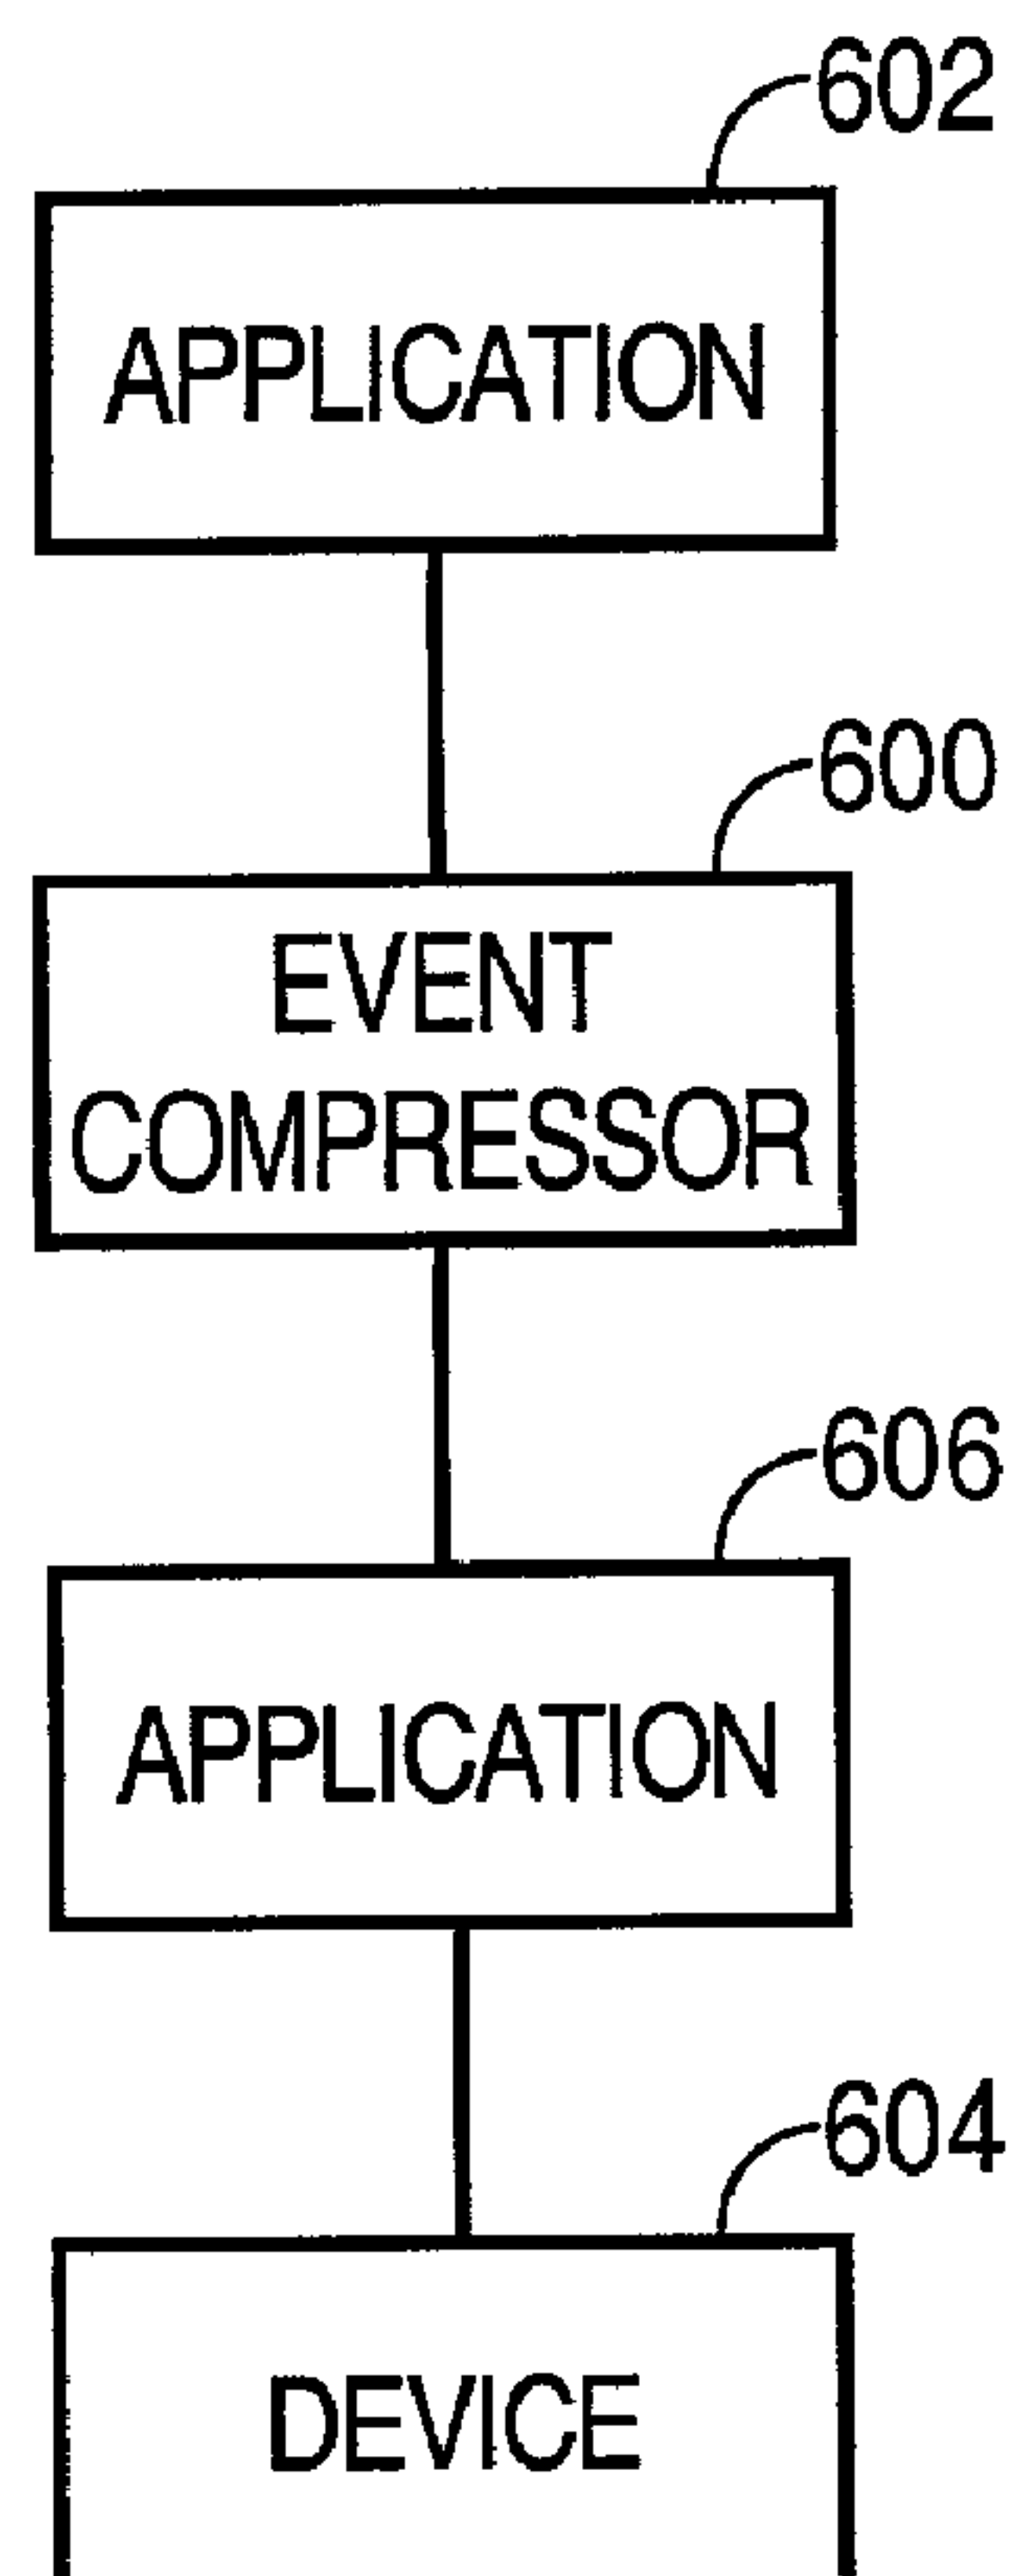 602
APPLICATION
600
EVENT
COMPRESSOR
606
APPLICATION
604
DEVICE